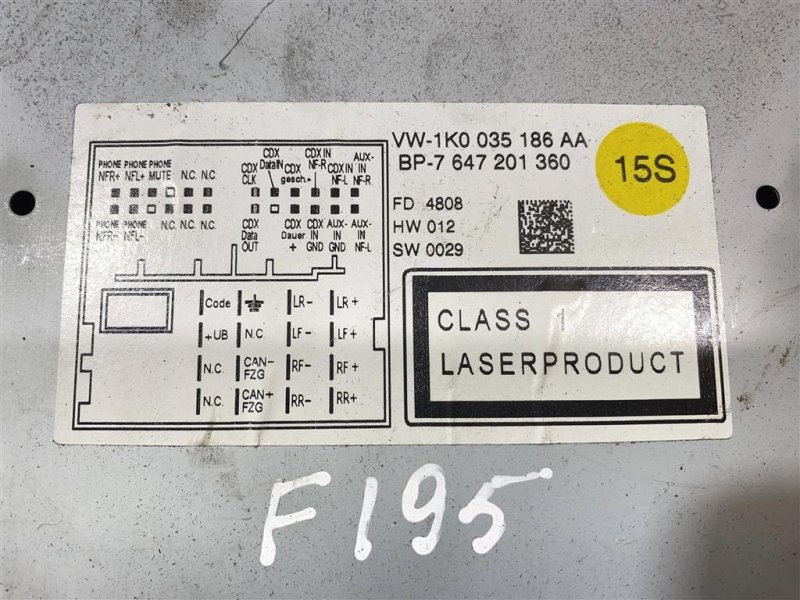 VW-1K0 035 186 AA
BP-7 647 201 360
15S
FD 4808
HW 012
SW 0029
PHONE PHONE PHONE
NFR+ NFL+ MUTE N.C. N.C.
CDX CLK
CDX DataIN
CDX gesch.+
CDX IN NF-R
CDX IN NF-L
AUX-IN NF-R
PHONE PHONE
NFR- NFL- N.C. N.C. N.C.
CDX Data OUT
CDX Dauer +
CDX IN GND
AUX-IN GND
AUX-IN NF-L
Code LR- LR+
+UB N.C. LF- LF+
N.C. CAN-FZG RF- RF+
N.C. CAN+FZG RR- RR+
CLASS 1
LASERPRODUCT
F195